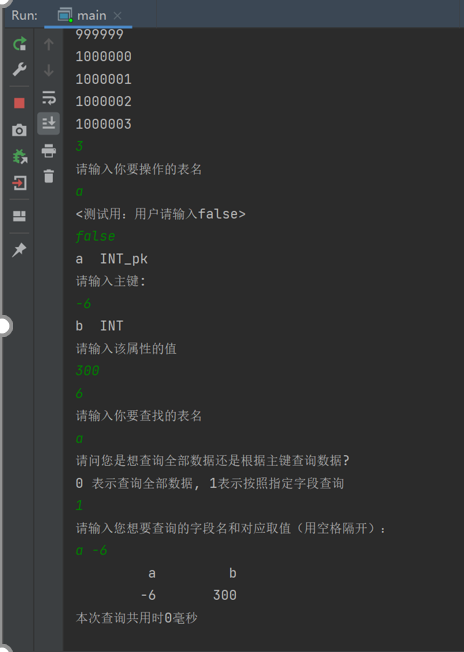 Run: main ×
999999
1000000
1000001
1000002
1000003
3
请输入你要操作的表名
a
<测试用：用户请输入false>
false
a  INT_pk
请输入主键:
-6
b  INT
请输入该属性的值
300
6
请输入你要查找的表名
a
请问您是想查询全部数据还是根据主键查询数据?
0 表示查询全部数据, 1表示按照指定字段查询
1
请输入您想要查询的字段名和对应取值（用空格隔开）:
a -6
a b
-6 300
本次查询共用时0毫秒